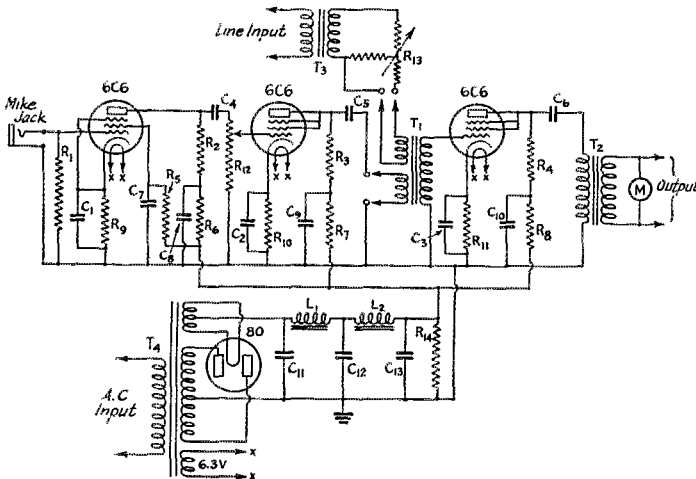 Line Input
T3
R13
6C6
6C6
6C6
Mike
Jack
C4
C5
C6
T1
T2
R1
R2
R12
R3
R4
M
Output
C7
R5
C1
R9
C8
R6
C2
R10
C9
R7
C3
R11
C10
R8
x x
x x
x x
L1
L2
80
T4
R14
C11
C12
C13
A.C
Input
6.3V
x
x